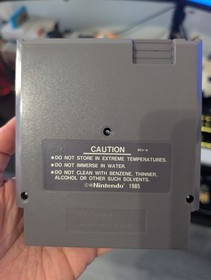 CAUTION
REV-A
●DO NOT STORE IN EXTREME TEMPERATURES.
●DO NOT IMMERSE IN WATER.
●DO NOT CLEAN WITH BENZENE, THINNER,
ALCOHOL OR OTHER SUCH SOLVENTS.
©®Nintendo 1985